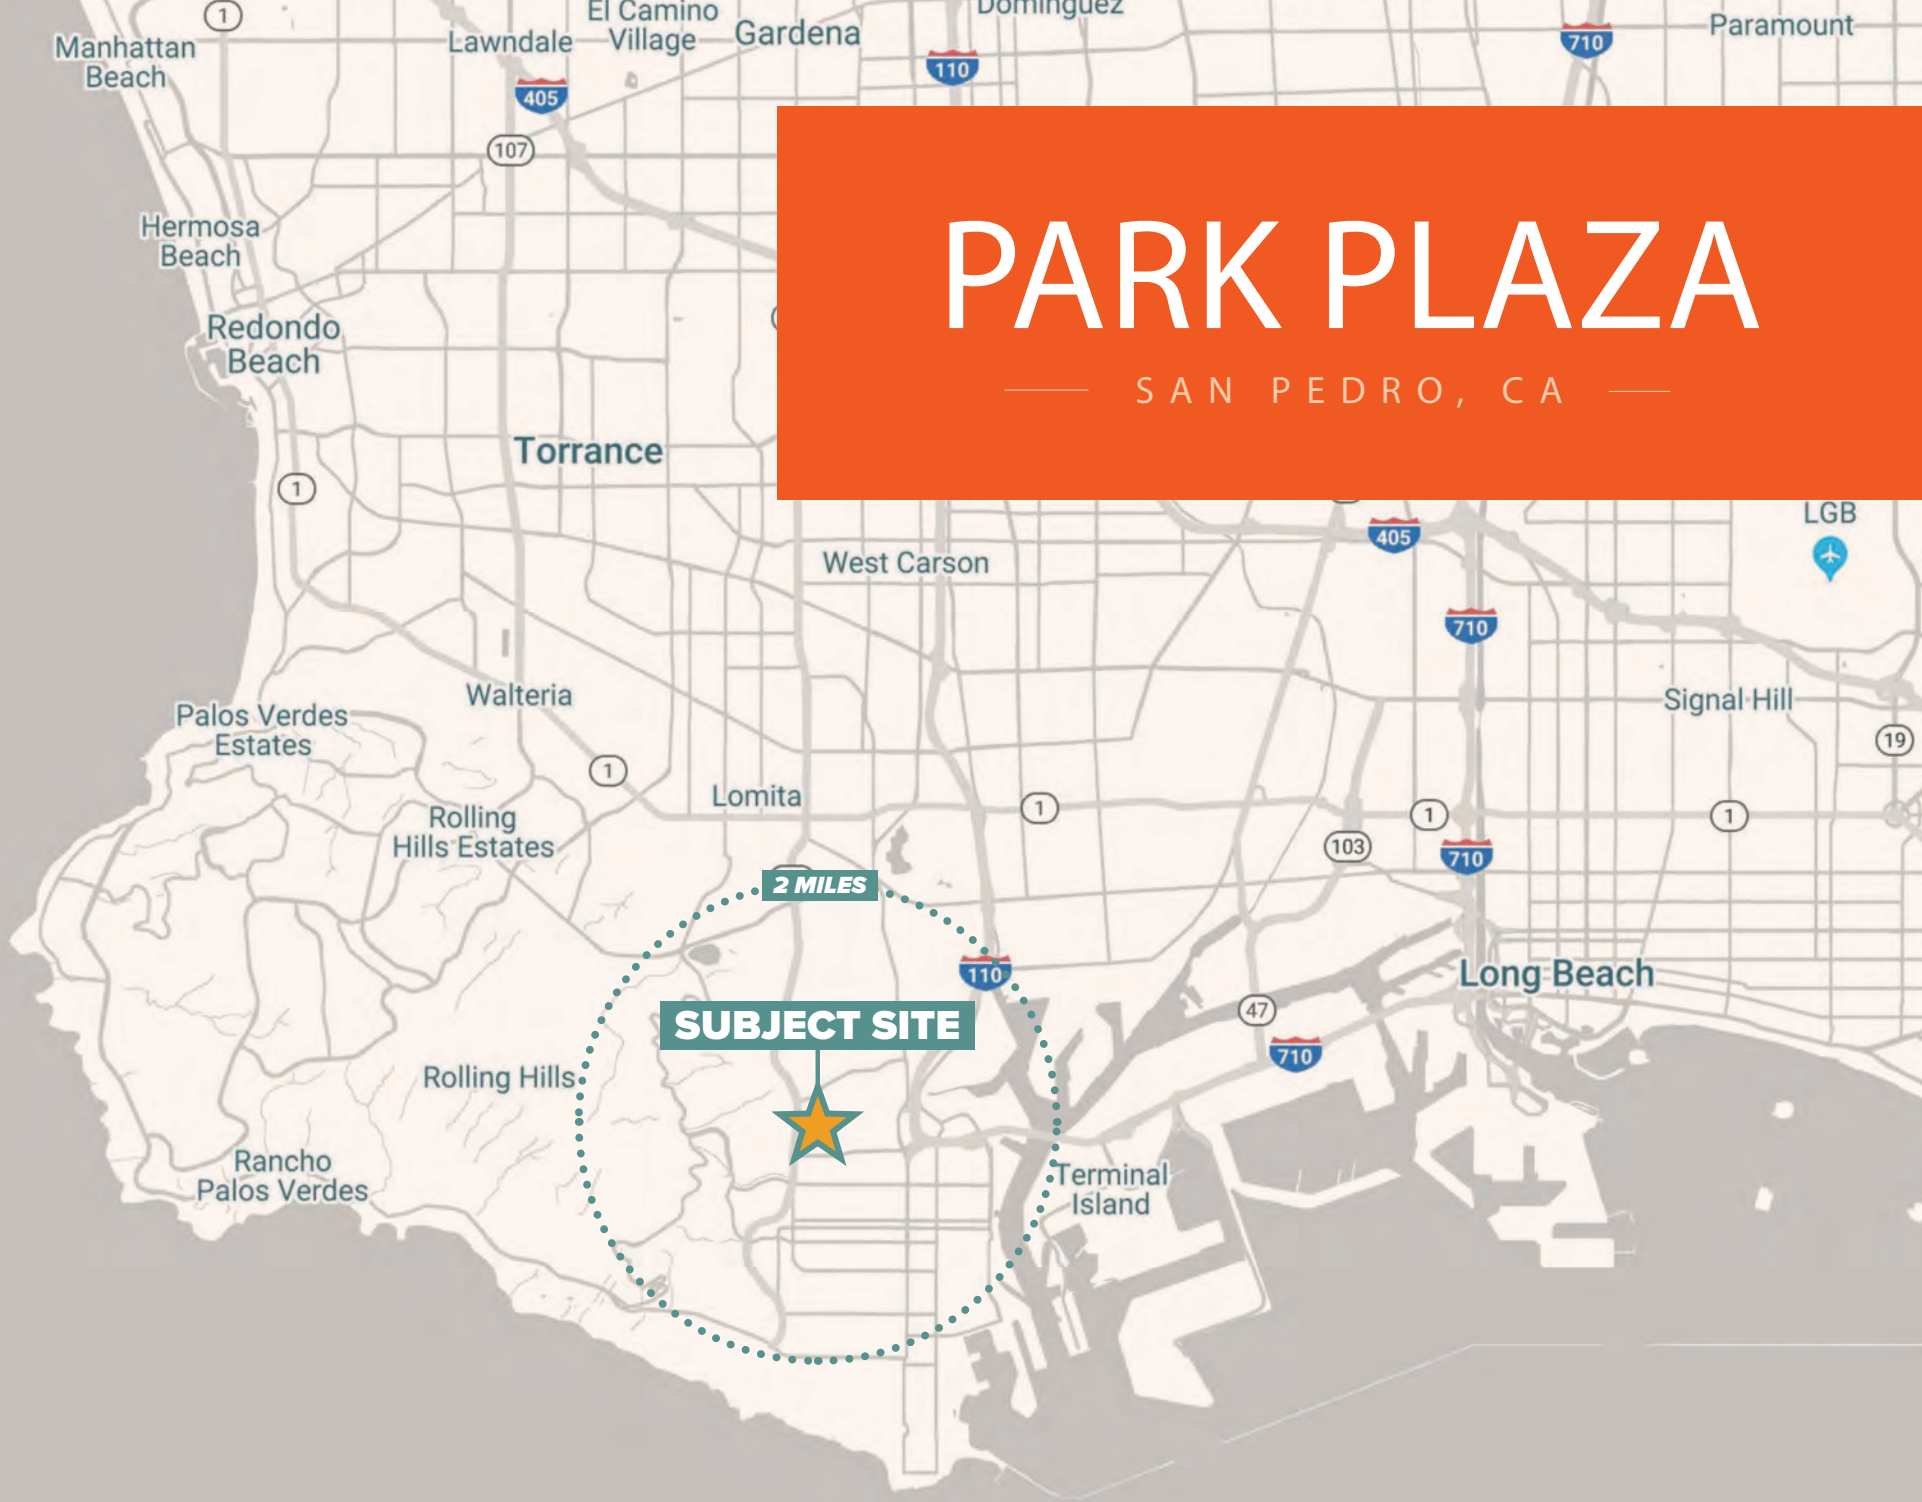 1
El Camino
Village
Dominguez
Manhattan
Beach
Lawndale
Gardena
110
710
Paramount
405
107
PARK PLAZA
SAN PEDRO, CA
Hermosa
Beach
Redondo
Beach
Torrance
1
LGB
405
West Carson
710
Palos Verdes
Estates
Walteria
Signal Hill
19
1
Lomita
1
1
1
Rolling
Hills Estates
103
710
2 MILES
110
Long Beach
47
SUBJECT SITE
710
Rolling Hills
Rancho
Palos Verdes
Terminal
Island